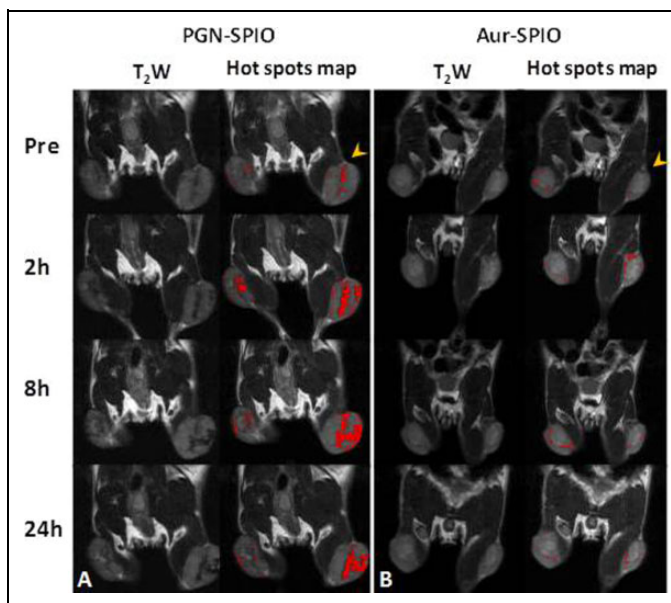 PGN-SPIO Aur-SPIO
T₂W Hot spots map T₂W Hot spots map
Pre
2h
8h
24h
A B